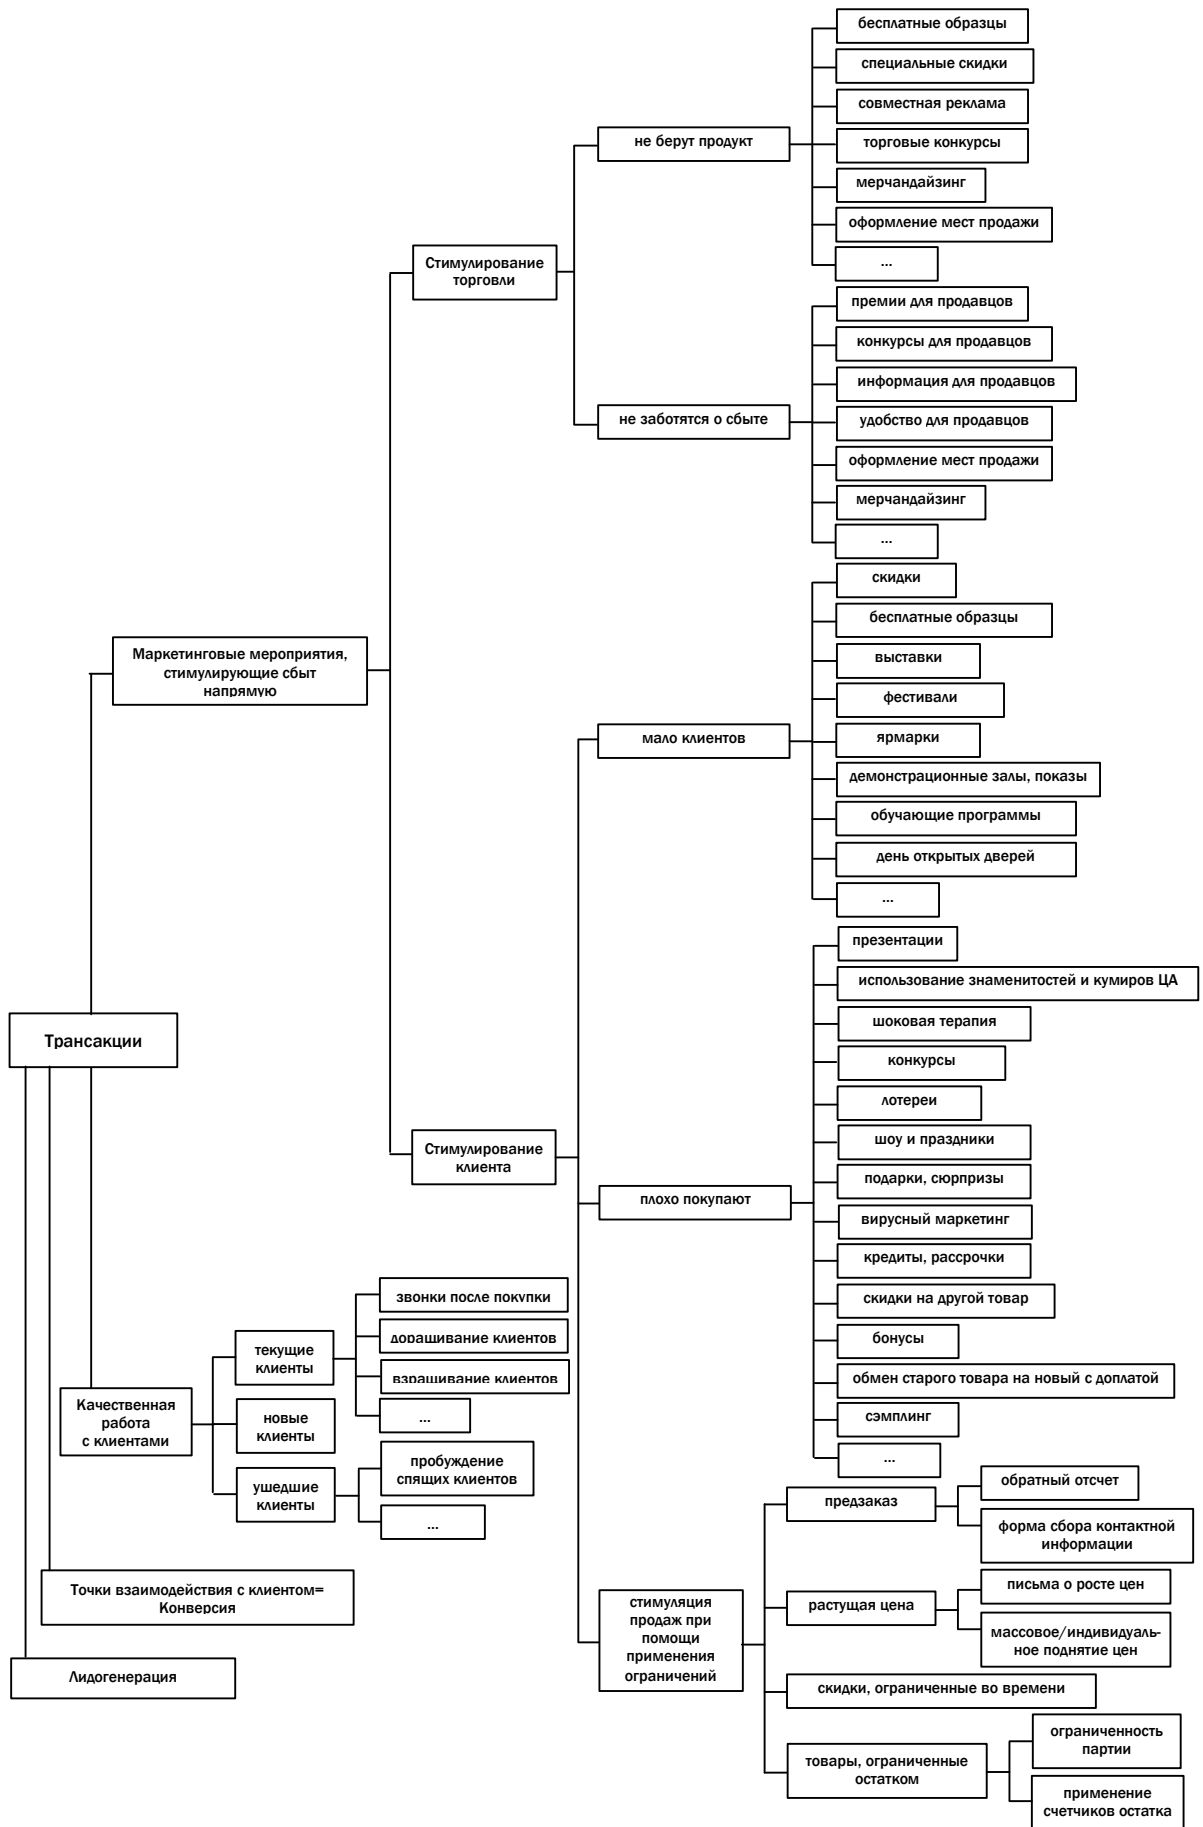 бесплатные образцы
специальные скидки
совместная реклама
не берут продукт
торговые конкурсы
мерчандайзинг
оформление мест продажи
...
Стимулирование
торговли
премии для продавцов
конкурсы для продавцов
информация для продавцов
не заботятся о сбыте
удобство для продавцов
оформление мест продажи
мерчандайзинг
...
Маркетинговые мероприятия,
стимулирующие сбыт
напрямую
скидки
бесплатные образцы
выставки
фестивали
мало клиентов
ярмарки
демонстрационные залы, показы
обучающие программы
день открытых дверей
...
Трансакции
презентации
использование знаменитостей и кумиров ЦА
шоковая терапия
конкурсы
лотереи
Стимулирование
клиента
шоу и праздники
плохо покупают
подарки, сюрпризы
вирусный маркетинг
кредиты, рассрочки
скидки на другой товар
бонусы
обмен старого товара на новый с доплатой
сэмплинг
...
Качественная
работа
с клиентами
текущие
клиенты
звонки после покупки
доращивание клиентов
взращивание клиентов
...
новые
клиенты
ушедшие
клиенты
пробуждение
спящих клиентов
...
Точки взаимодействия с клиентом=
Конверсия
Лидогенерация
стимуляция
продаж при
помощи
применения
ограничений
предзаказ
обратный отсчет
форма сбора контактной
информации
растущая цена
письма о росте цен
массовое/индивидуаль-
ное поднятие цен
скидки, ограниченные во времени
товары, ограниченные
остатком
ограниченность
партии
применение
счетчиков остатка